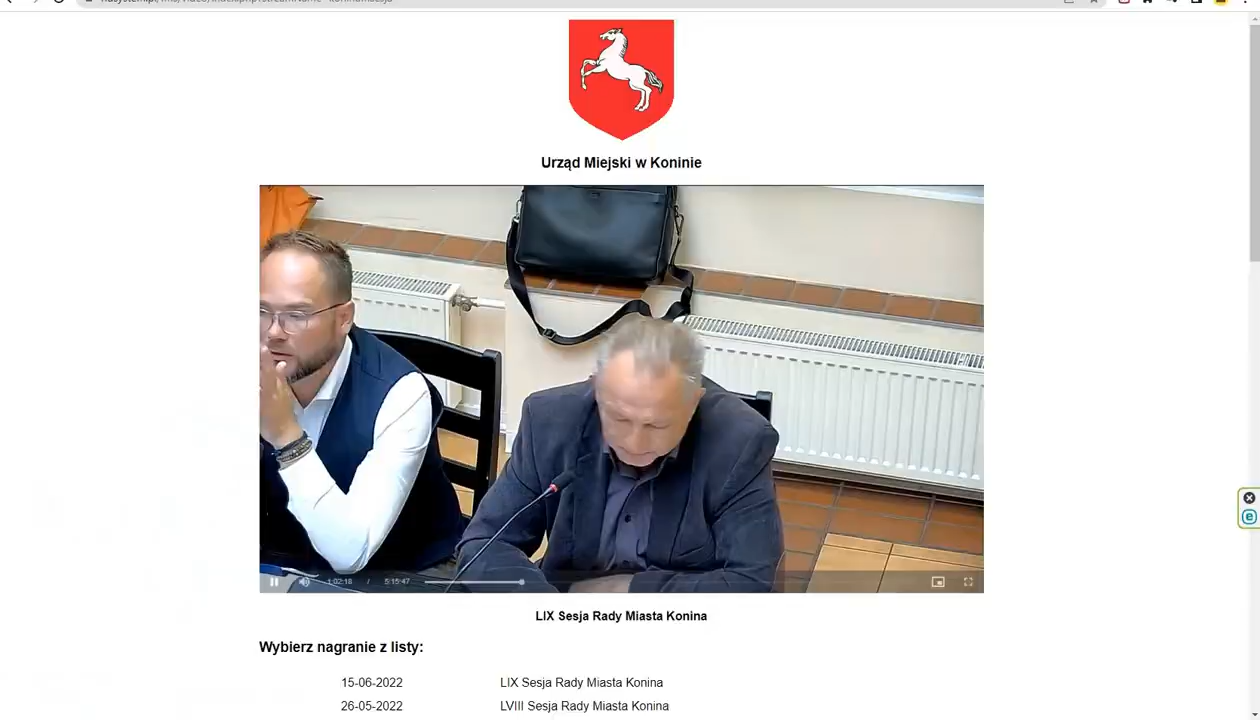 Urząd Miejski w Koninie
1:02:18 / 5:15:47
LIX Sesja Rady Miasta Konina
Wybierz nagranie z listy:
15-06-2022 LIX Sesja Rady Miasta Konina
26-05-2022 LVIII Sesja Rady Miasta Konina